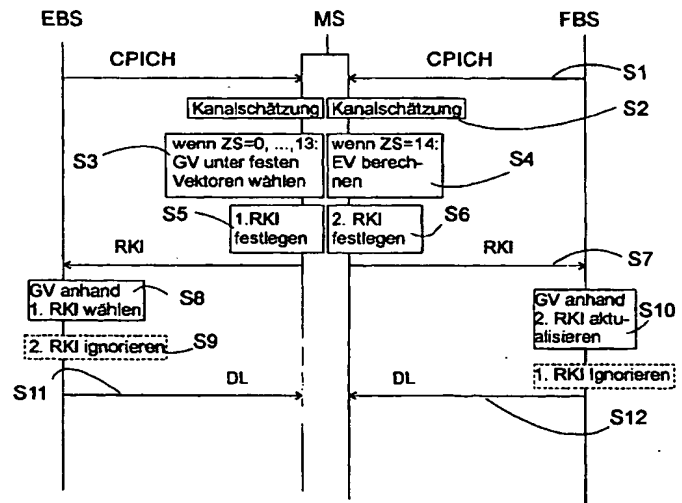 EBS
MS
FBS
CPICH
CPICH
S1
Kanalschätzung
Kanalschätzung
S2
S3
wenn ZS=0, ...,13:
GV unter festen
Vektoren wählen
wenn ZS=14:
EV berech-
nen
S4
S5
1.RKI
festlegen
2. RKI
festlegen
S6
RKI
RKI
S7
GV anhand
1. RKI wählen
S8
GV anhand
2. RKI aktu-
alisieren
S10
2. RKI ignorieren
S9
1. RKI Ignorieren
S11
DL
DL
S12